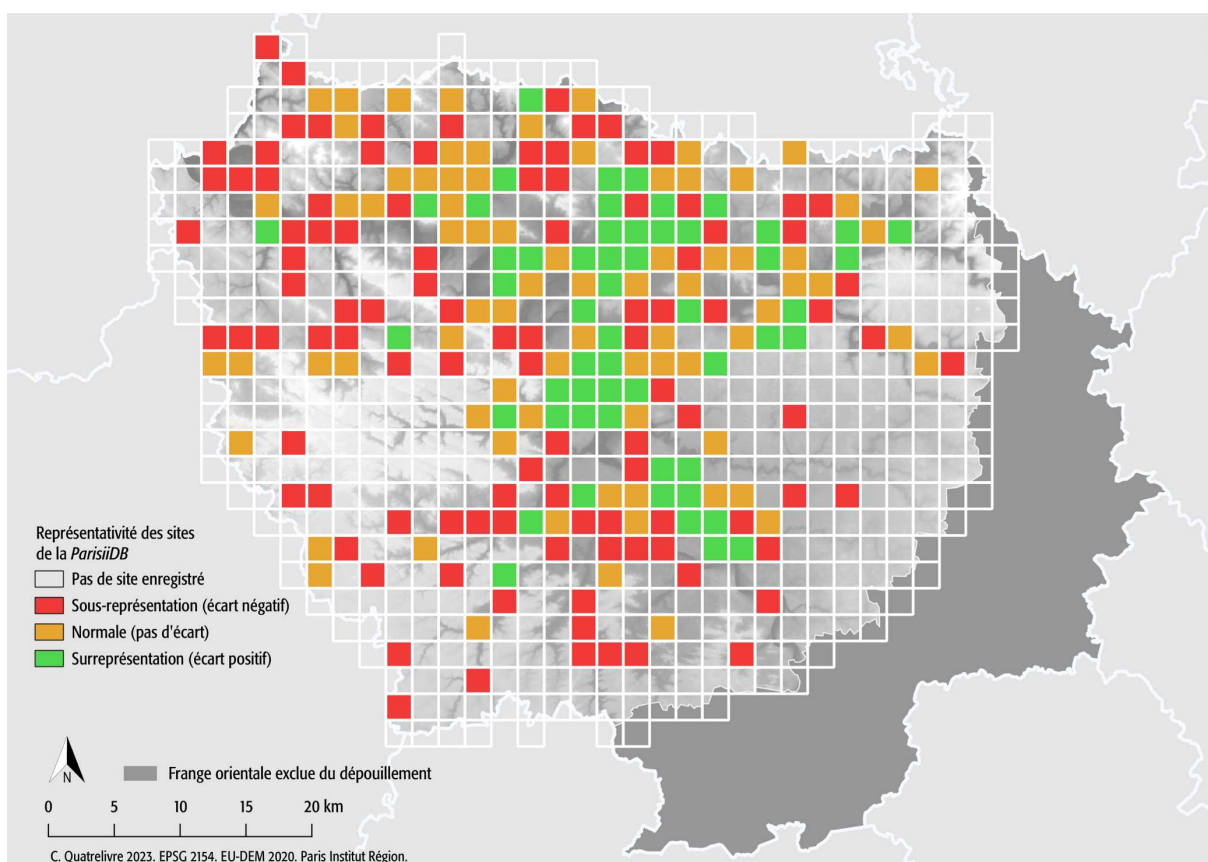 Représentativité des sites
de la ParisiiDB
Pas de site enregistré
Sous-représentation (écart négatif)
Normale (pas d'écart)
Surreprésentation (écart positif)
N
Frange orientale exclue du dépouillement
0 5 10 15 20 km
C. Quatrelivre 2023. EPSG 2154. EU-DEM 2020. Paris Institut Région.